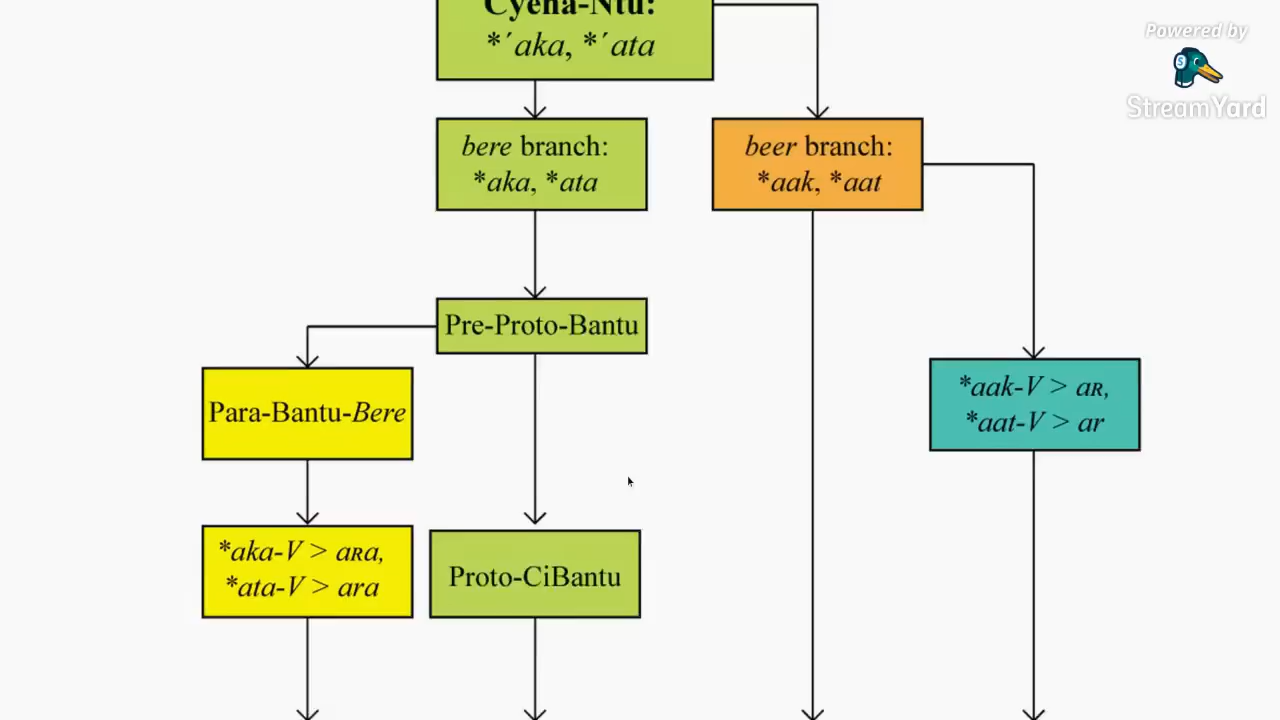 Cyena-Ntu:
*´aka, *´ata
Powered by
StreamYard
bere branch:
*aka, *ata
beer branch:
*aak, *aat
Pre-Proto-Bantu
Para-Bantu-Bere
*aak-V > aʀ,
*aat-V > ar
*aka-V > aʀa,
*ata-V > ara
Proto-CiBantu